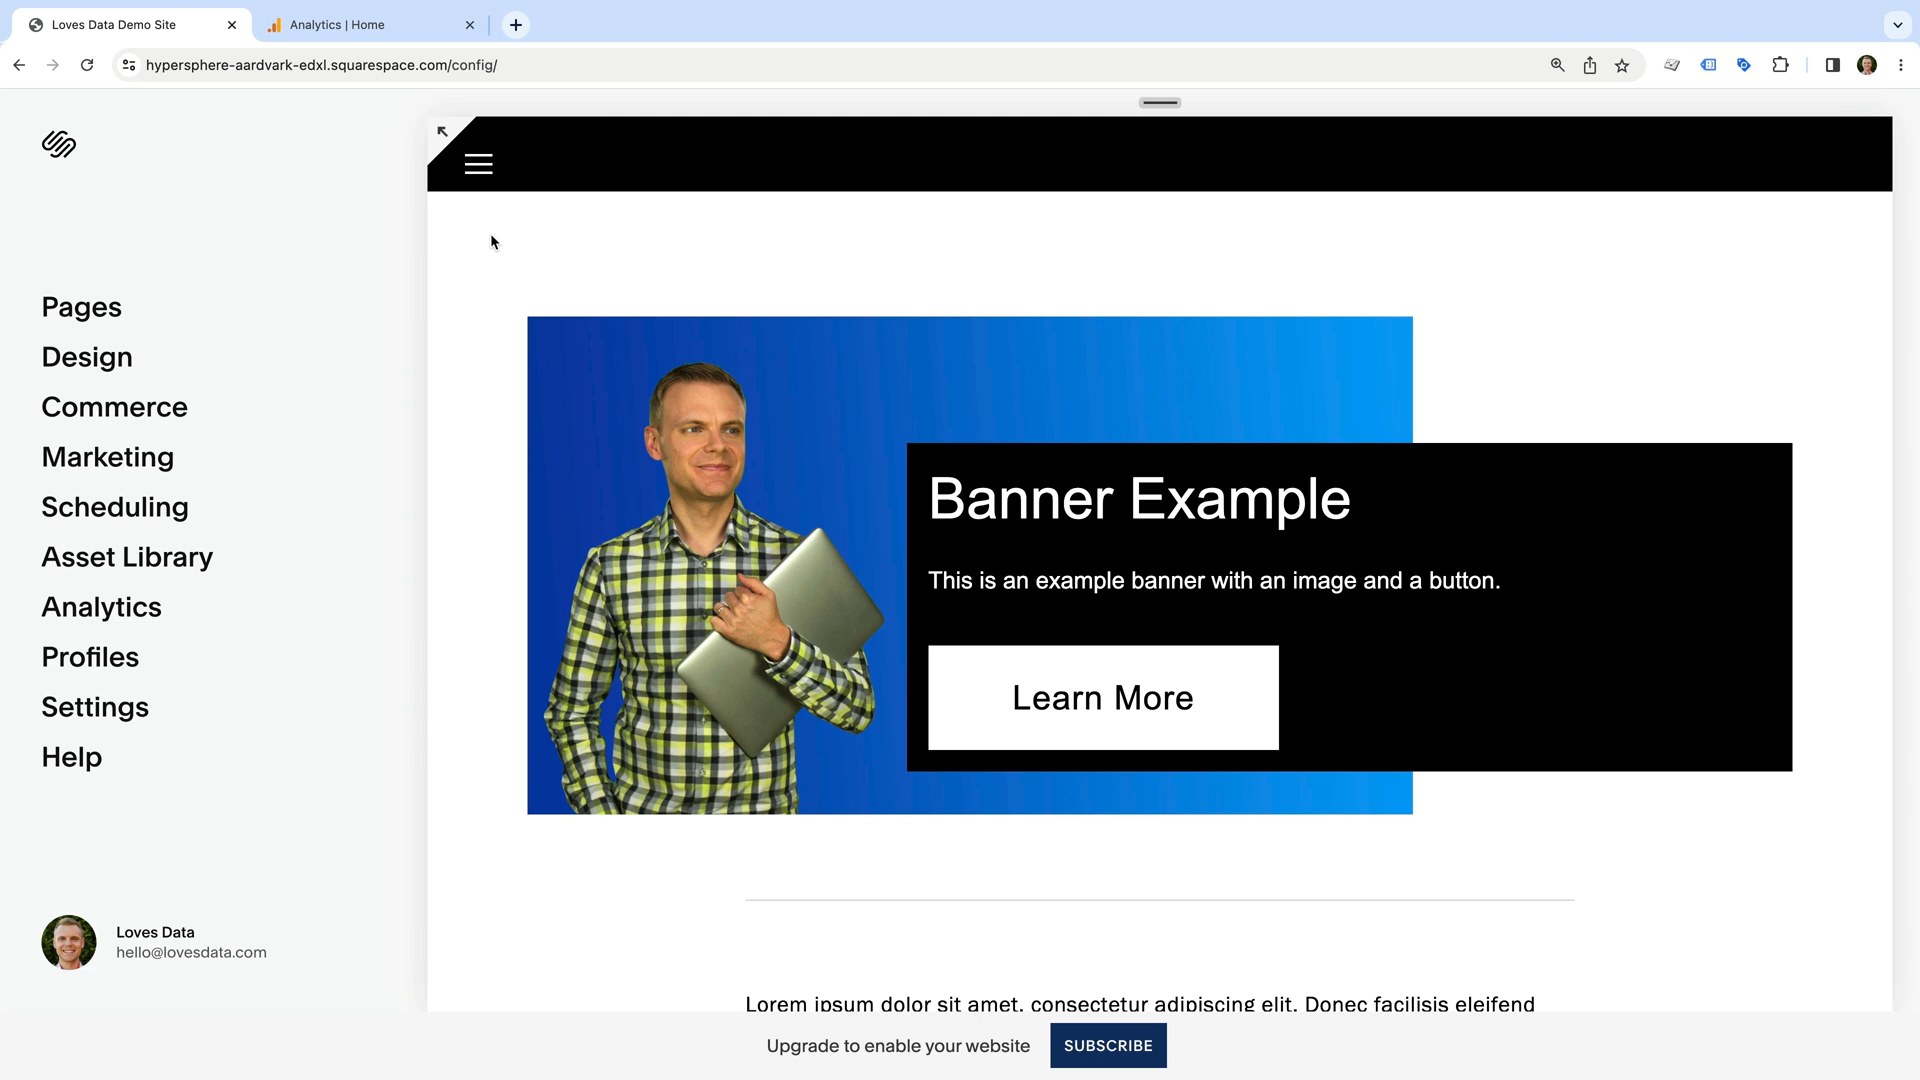 Loves Data Demo Site
Analytics | Home
hypersphere-aardvark-edxl.squarespace.com/config/
Pages
Design
Commerce
Marketing
Scheduling
Asset Library
Analytics
Profiles
Settings
Help
Loves Data
hello@lovesdata.com
Banner Example
This is an example banner with an image and a button.
Learn More
Lorem ipsum dolor sit amet, consectetur adipiscing elit. Donec facilisis eleifend
Upgrade to enable your website
SUBSCRIBE